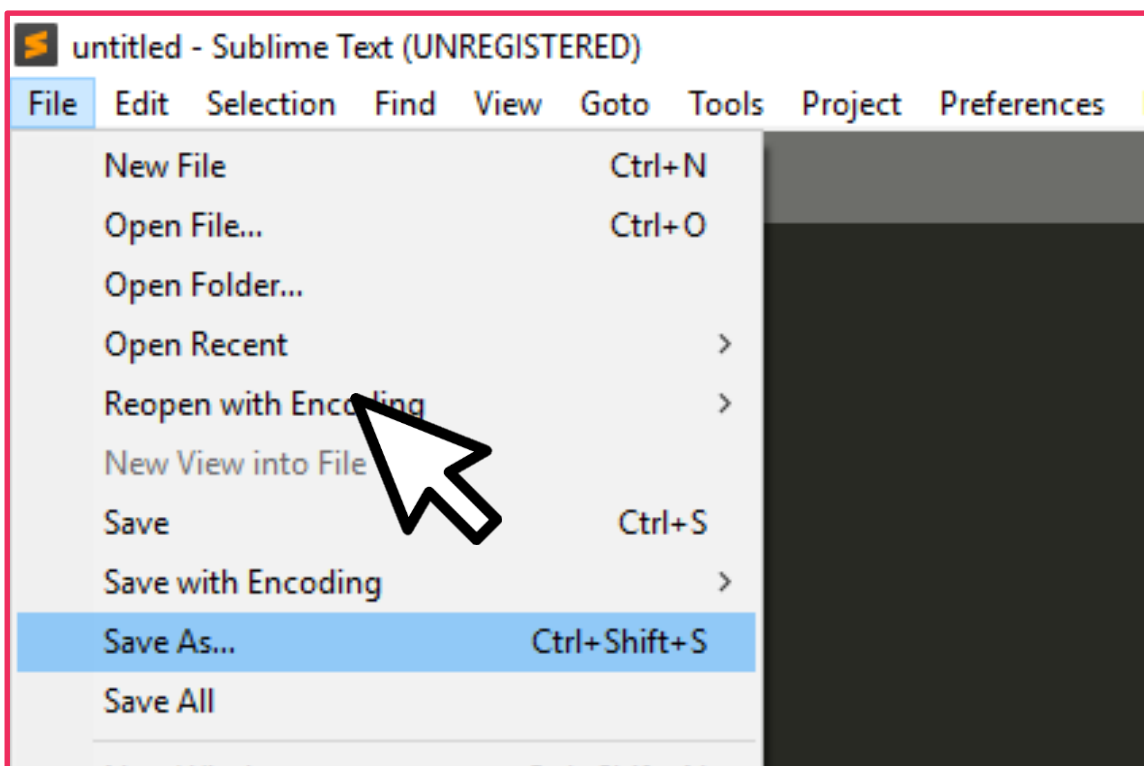 untitled - Sublime Text (UNREGISTERED)
File Edit Selection Find View Goto Tools Project Preferences
New File Ctrl+N
Open File... Ctrl+O
Open Folder...
Open Recent
Reopen with Encoding
New View into File
Save Ctrl+S
Save with Encoding
Save As... Ctrl+Shift+S
Save All